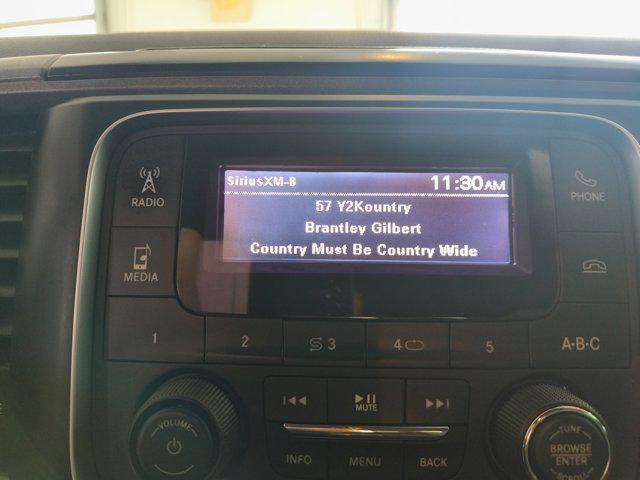 SiriusXM-B 11:30AM
57 Y2Kountry
Brantley Gilbert
Country Must Be Country Wide
RADIO
PHONE
MEDIA
1 2 3 4 5 A·B·C
MUTE
VOLUME
INFO MENU BACK
TUNE
BROWSE
ENTER
SCROLL